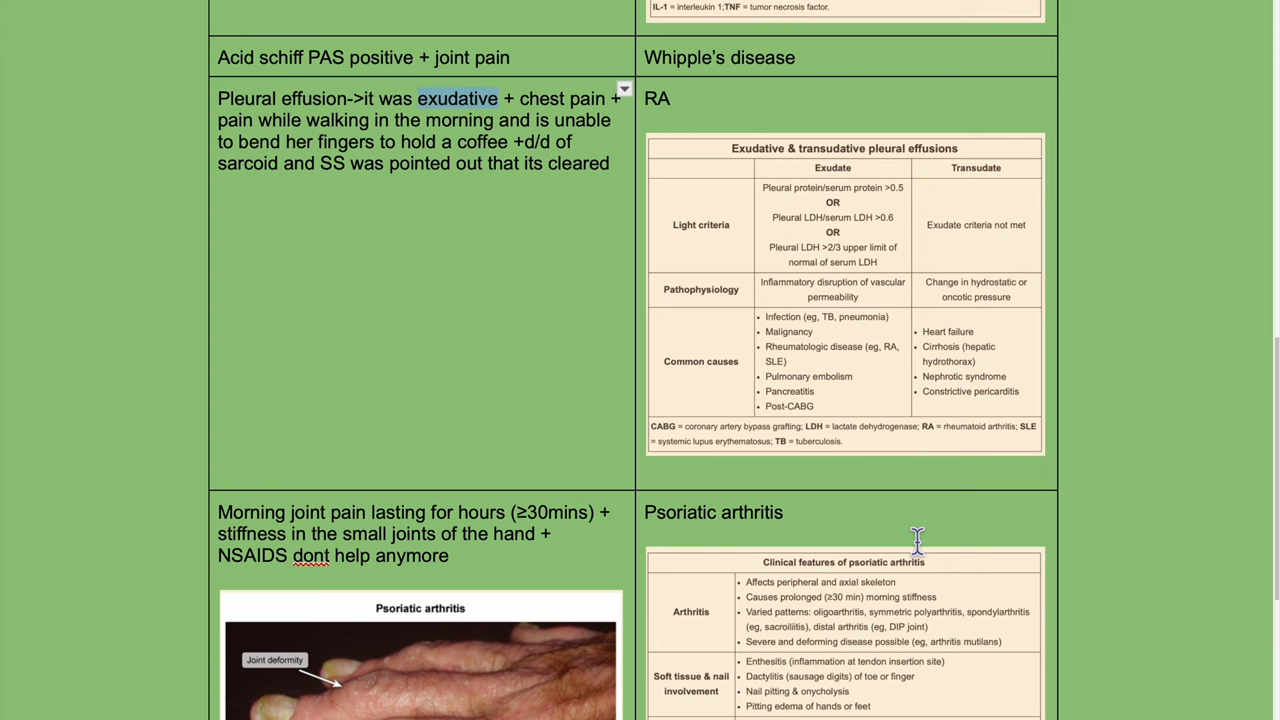 IL-1 = interleukin 1;TNF = tumor necrosis factor.
Acid schiff PAS positive + joint pain
Whipple's disease
Pleural effusion->it was exudative + chest pain +
pain while walking in the morning and is unable
to bend her fingers to hold a coffee +d/d of
sarcoid and SS was pointed out that its cleared
RA
Exudative & transudative pleural effusions
Exudate
Transudate
Light criteria
Pleural protein/serum protein >0.5
OR
Pleural LDH/serum LDH >0.6
OR
Pleural LDH >2/3 upper limit of
normal of serum LDH
Exudate criteria not met
Pathophysiology
Inflammatory disruption of vascular
permeability
Change in hydrostatic or
oncotic pressure
Common causes
• Infection (eg, TB, pneumonia)
• Malignancy
• Rheumatologic disease (eg, RA,
SLE)
• Pulmonary embolism
• Pancreatitis
• Post-CABG
• Heart failure
• Cirrhosis (hepatic
hydrothorax)
• Nephrotic syndrome
• Constrictive pericarditis
CABG = coronary artery bypass grafting; LDH = lactate dehydrogenase; RA = rheumatoid arthritis; SLE
= systemic lupus erythematosus; TB = tuberculosis.
Morning joint pain lasting for hours (≥30mins) +
stiffness in the small joints of the hand +
NSAIDS dont help anymore
Psoriatic arthritis
Joint deformity
Psoriatic arthritis
Clinical features of psoriatic arthritis
Arthritis
• Affects peripheral and axial skeleton
• Causes prolonged (≥30 min) morning stiffness
• Varied patterns: oligoarthritis, symmetric polyarthritis, spondylarthritis
(eg, sacroiliitis), distal arthritis (eg, DIP joint)
• Severe and deforming disease possible (eg, arthritis mutilans)
Soft tissue & nail
involvement
• Enthesitis (inflammation at tendon insertion site)
• Dactylitis (sausage digits) of toe or finger
• Nail pitting & onycholysis
• Pitting edema of hands or feet